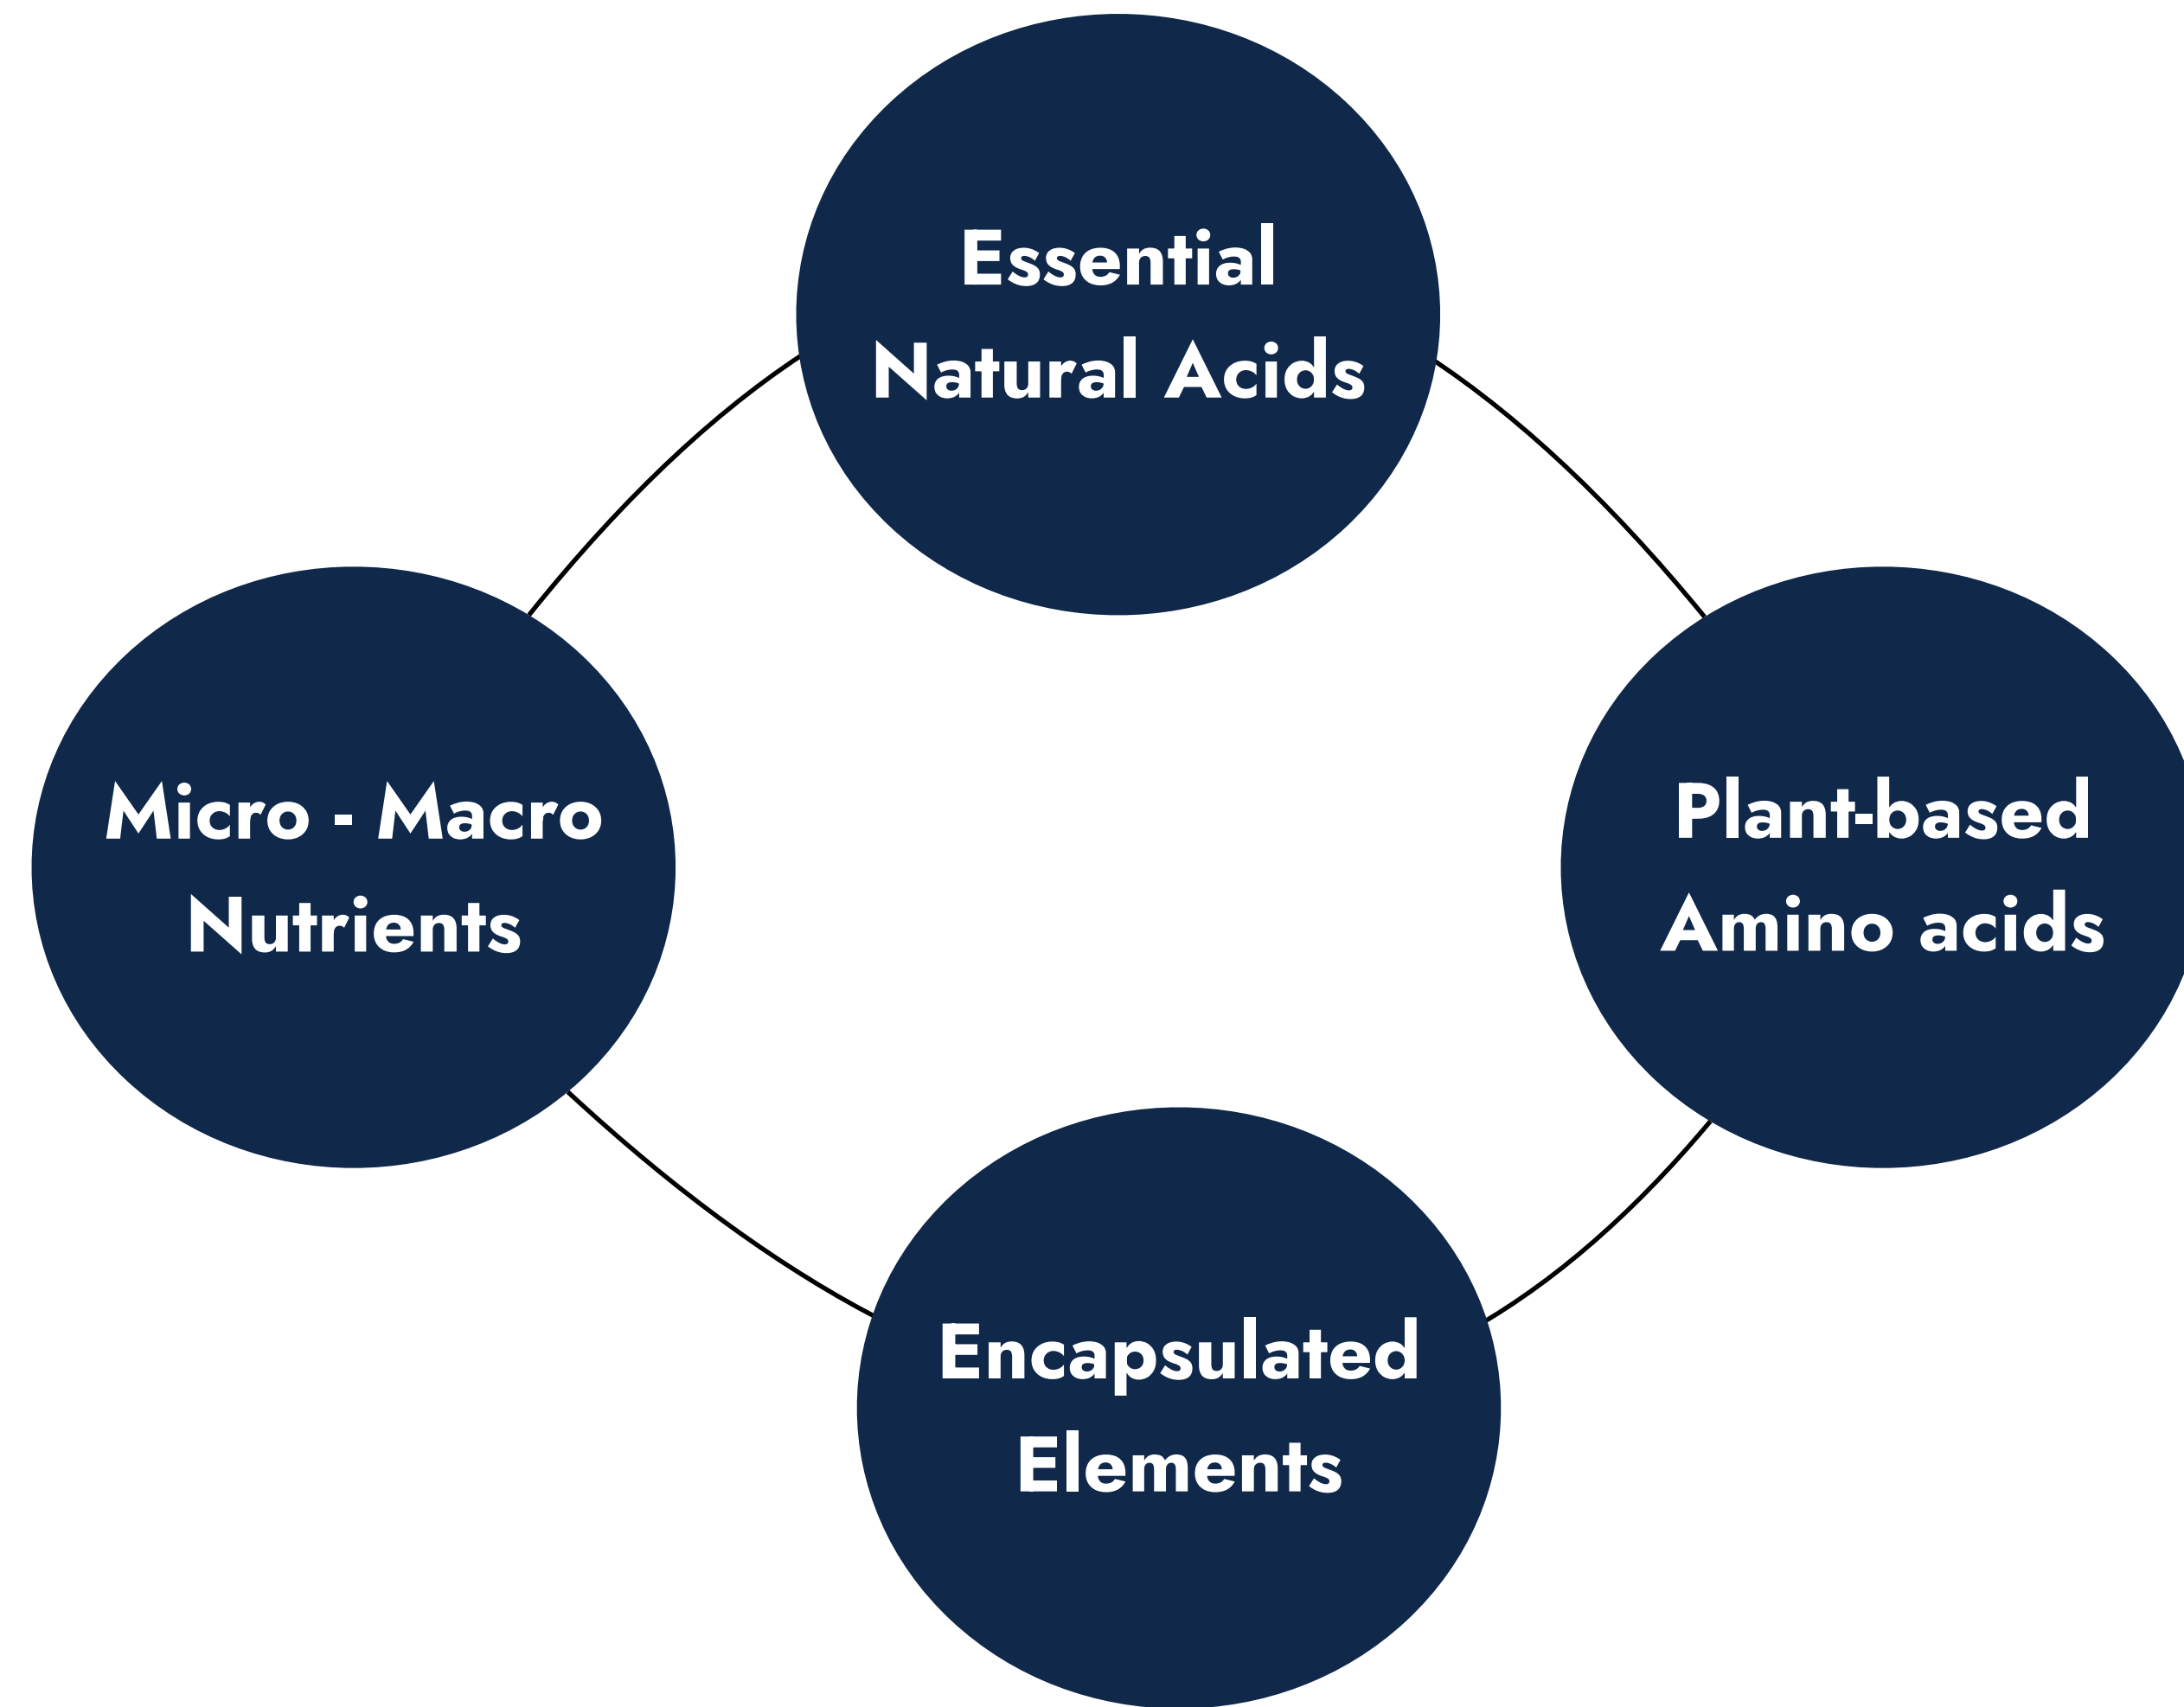 Essential
Natural Acids
Micro - Macro
Nutrients
Plant-based
Amino acids
Encapsulated
Elements